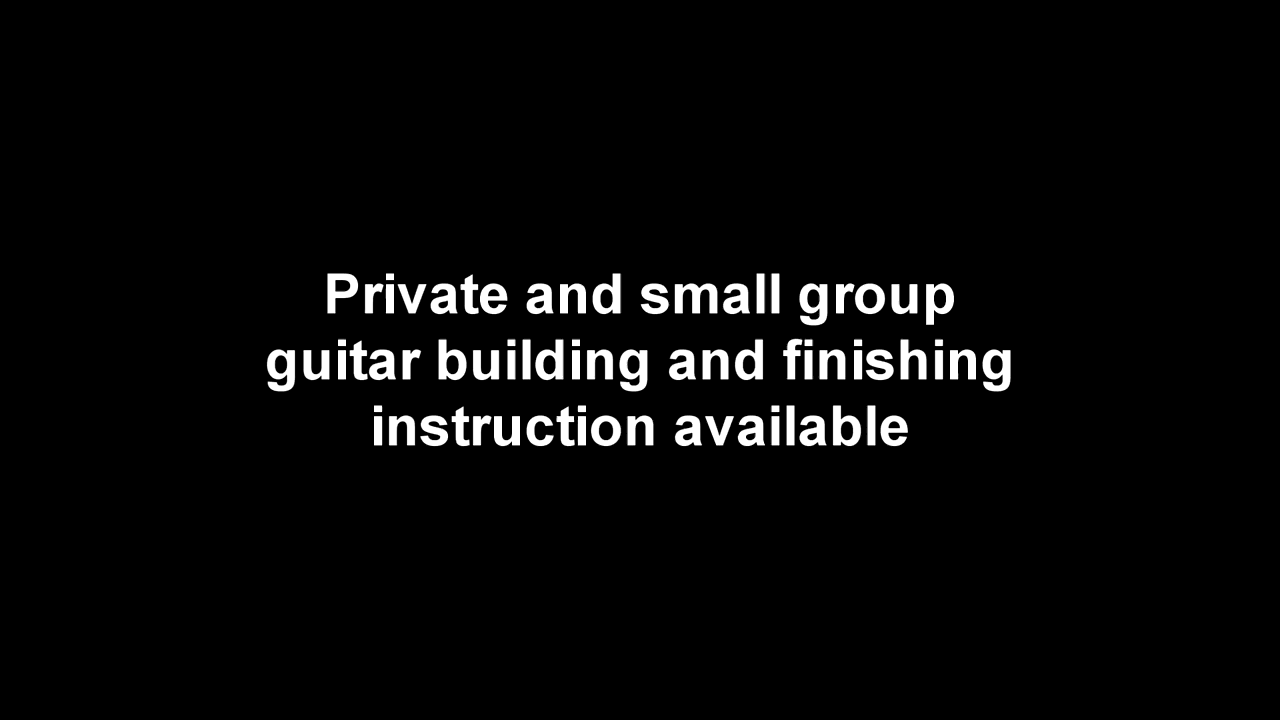 Private and small group
guitar building and finishing
instruction available